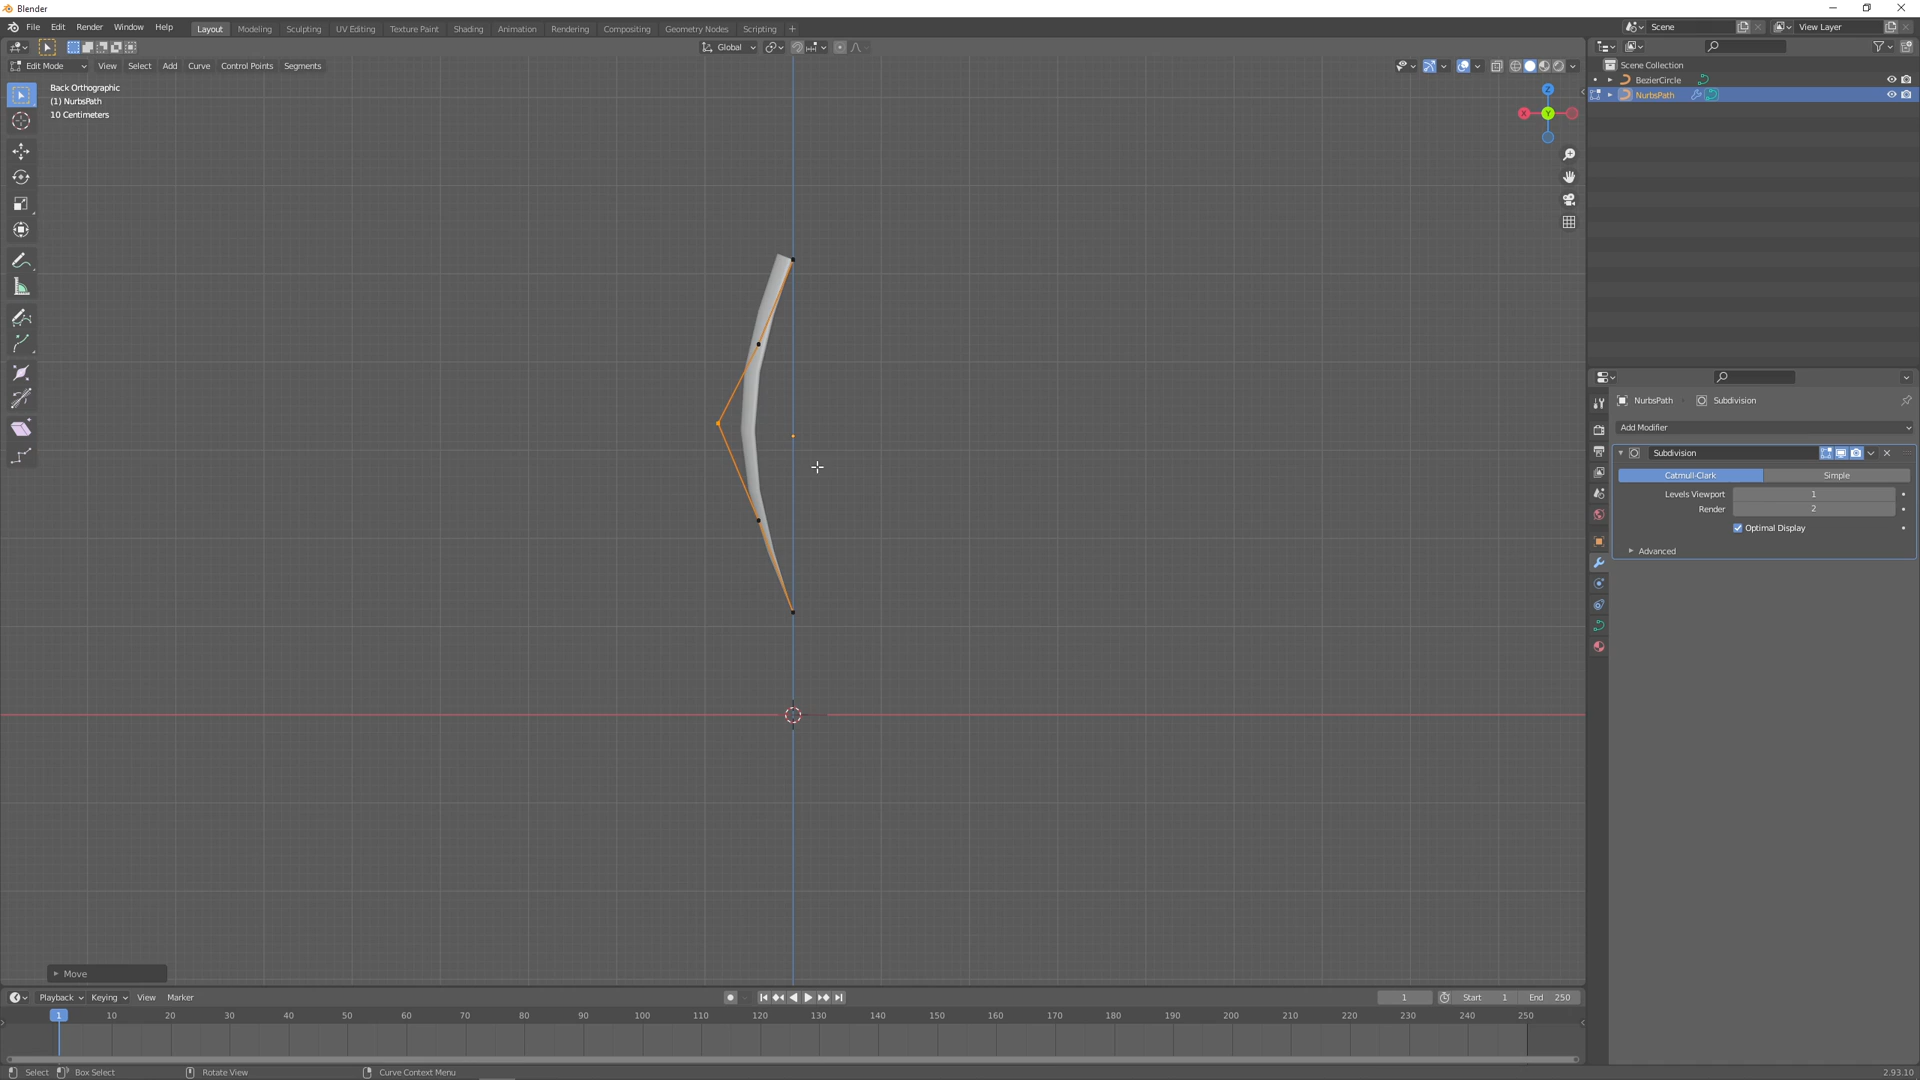 Blender
File Edit Render Window Help Layout Modeling Sculpting UV Editing Texture Paint Shading Animation Rendering Compositing Geometry Nodes Scripting + Scene View Layer
Global
Edit Mode View Select Add Curve Control Points Segments
Back Orthographic
(1) NurbsPath
10 Centimeters
Z
X
Y
Scene Collection
BezierCircle
NurbsPath
NurbsPath Subdivision
Add Modifier
Subdivision
Catmull-Clark Simple
Levels Viewport 1
Render 2
Optimal Display
Advanced
Move
Playback Keying View Marker 1 Start 1 End 250
1 10 20 30 40 50 60 70 80 90 100 110 120 130 140 150 160 170 180 190 200 210 220 230 240 250
Select Box Select Rotate View Curve Context Menu 2.93.10